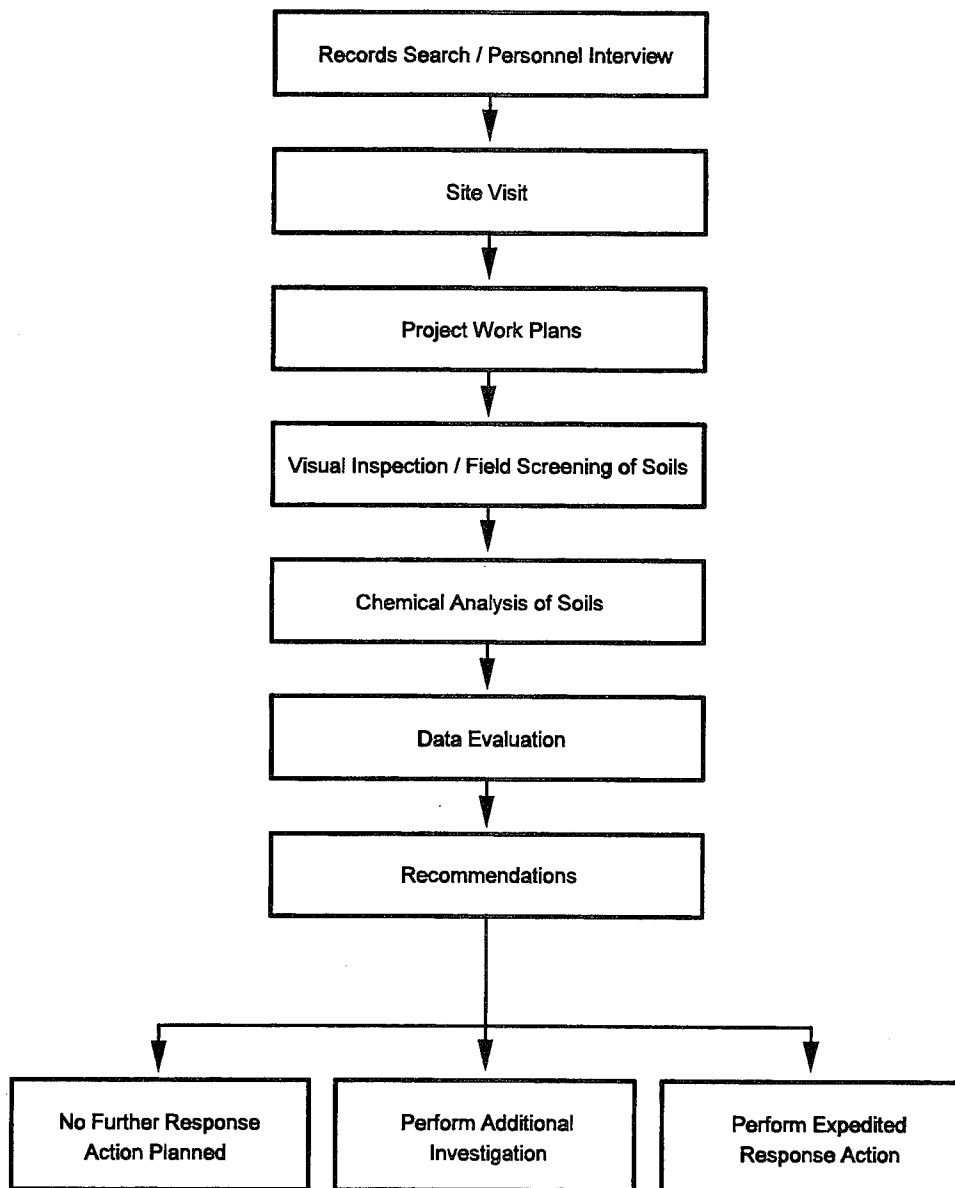 Records Search / Personnel Interview
Site Visit
Project Work Plans
Visual Inspection / Field Screening of Soils
Chemical Analysis of Soils
Data Evaluation
Recommendations
No Further Response
Action Planned
Perform Additional
Investigation
Perform Expedited
Response Action